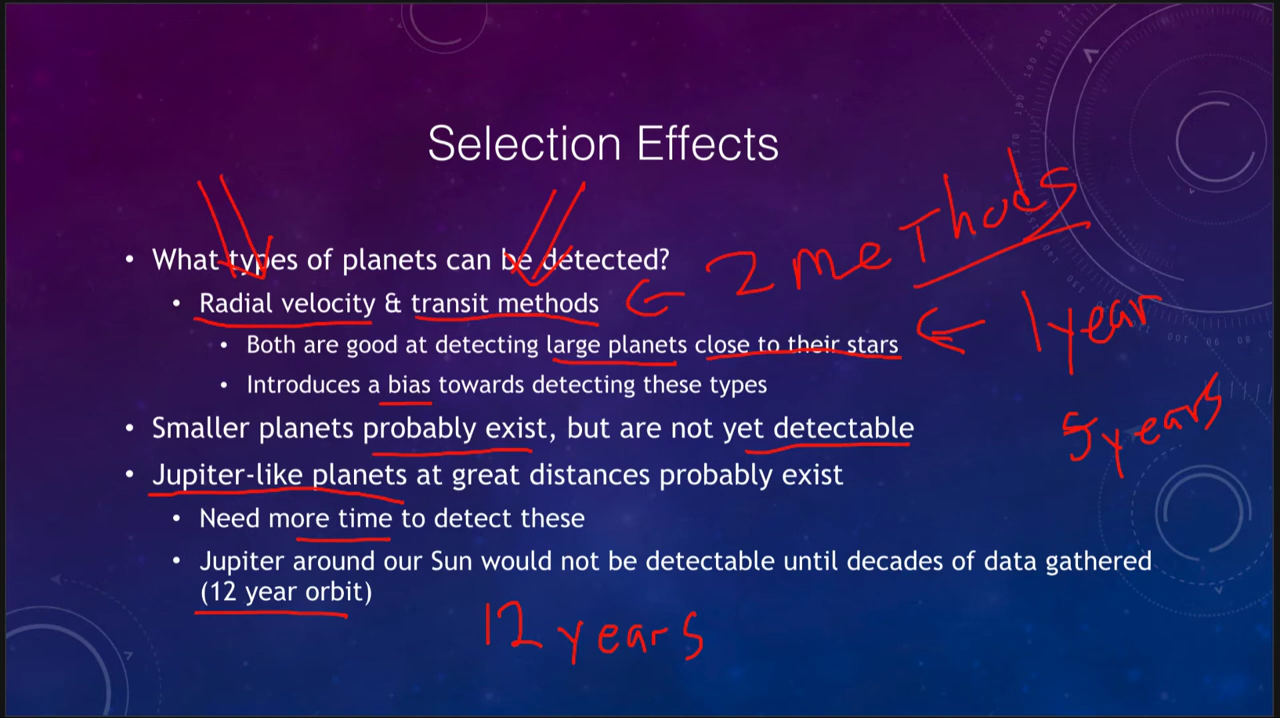 Selection Effects
• What types of planets can be detected?
2 methods
• Radial velocity & transit methods
• Both are good at detecting large planets close to their stars
1 year
• Introduces a bias towards detecting these types
5 years
• Smaller planets probably exist, but are not yet detectable
• Jupiter-like planets at great distances probably exist
• Need more time to detect these
• Jupiter around our Sun would not be detectable until decades of data gathered
(12 year orbit)
12 years